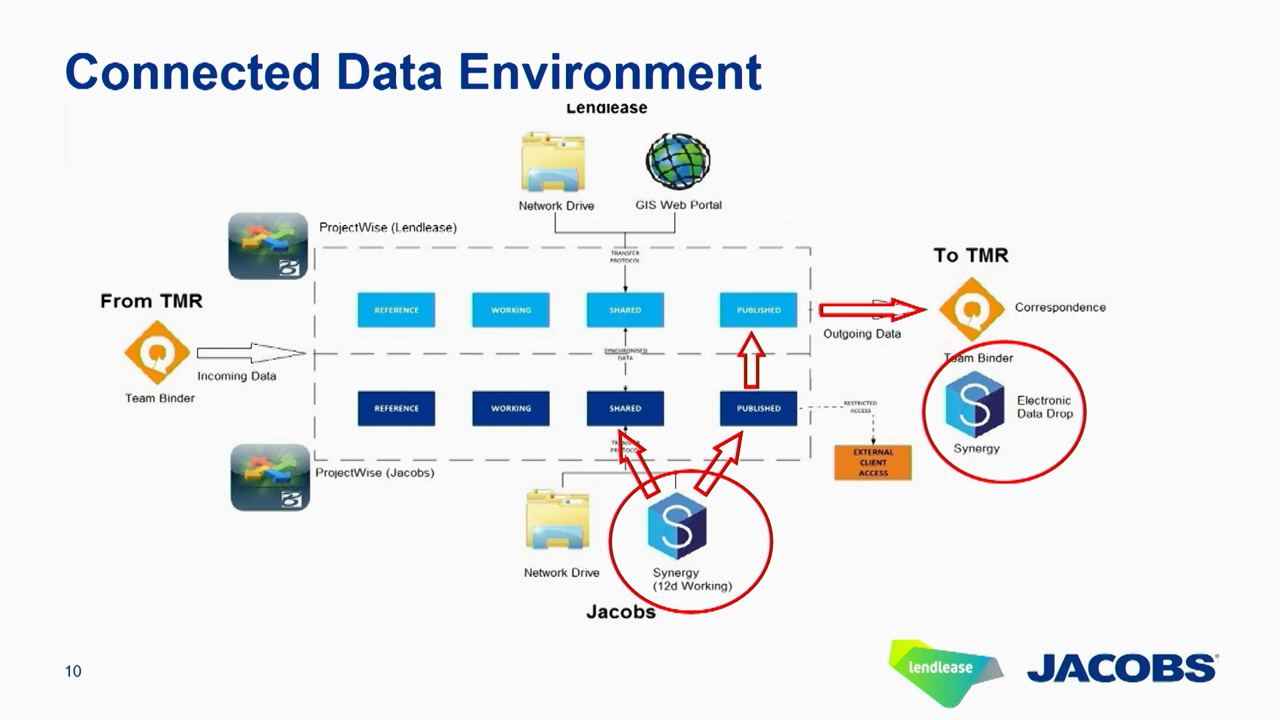 Connected Data Environment
Lendlease
Network Drive
GIS Web Portal
ProjectWise (Lendlease)
TRANSFER
PROTOCOL
To TMR
From TMR
REFERENCE
WORKING
SHARED
PUBLISHED
Correspondence
Outgoing Data
Team Binder
Incoming Data
Team Binder
SYNCHRONISED
DATA
REFERENCE
WORKING
SHARED
PUBLISHED
RESTRICTED
ACCESS
Electronic
Data Drop
S
Synergy
TRANSFER
PROTOCOL
EXTERNAL
CLIENT
ACCESS
ProjectWise (Jacobs)
S
Network Drive
Synergy
(12d Working)
Jacobs
10
lendlease
JACOBS